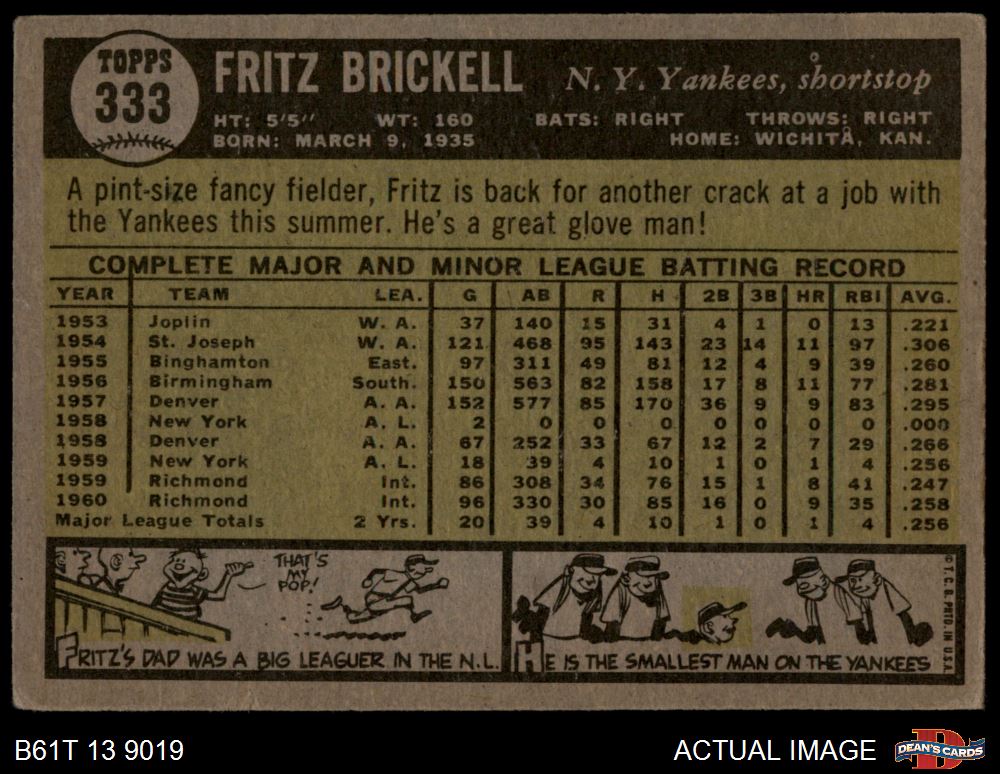 TOPPS
333
FRITZ BRICKELL
N. Y. Yankees, shortstop
HT: 5'5" WT: 160 BATS: RIGHT THROWS: RIGHT
BORN: MARCH 9, 1935 HOME: WICHITA, KAN.
A pint-size fancy fielder, Fritz is back for another crack at a job with
the Yankees this summer. He's a great glove man!
COMPLETE MAJOR AND MINOR LEAGUE BATTING RECORD
YEAR TEAM LEA. G AB R H 2B 3B HR RBI AVG.
1953 Joplin W. A. 37 140 15 31 4 1 0 13 .221
1954 St. Joseph W. A. 121 468 95 143 23 14 11 97 .306
1955 Binghamton East. 97 311 49 81 12 4 9 39 .260
1956 Birmingham South. 150 563 82 158 17 8 11 77 .281
1957 Denver A. A. 152 577 85 170 36 9 9 83 .295
1958 New York A. L. 2 0 0 0 0 0 0 0 .000
1958 Denver A. A. 67 252 33 67 12 2 7 29 .266
1959 New York A. L. 18 39 4 10 1 0 1 4 .256
1959 Richmond Int. 86 308 34 76 15 1 8 41 .247
1960 Richmond Int. 96 330 30 85 16 0 9 35 .258
Major League Totals 2 Yrs. 20 39 4 10 1 0 1 4 .256
THAT'S
MY
POP!
FRITZ'S DAD WAS A BIG LEAGUER IN THE N.L.
HE IS THE SMALLEST MAN ON THE YANKEES
© T. C. G. PRTD. IN U.S.A.
B61T 13 9019
ACTUAL IMAGE
D
DEAN'S CARDS